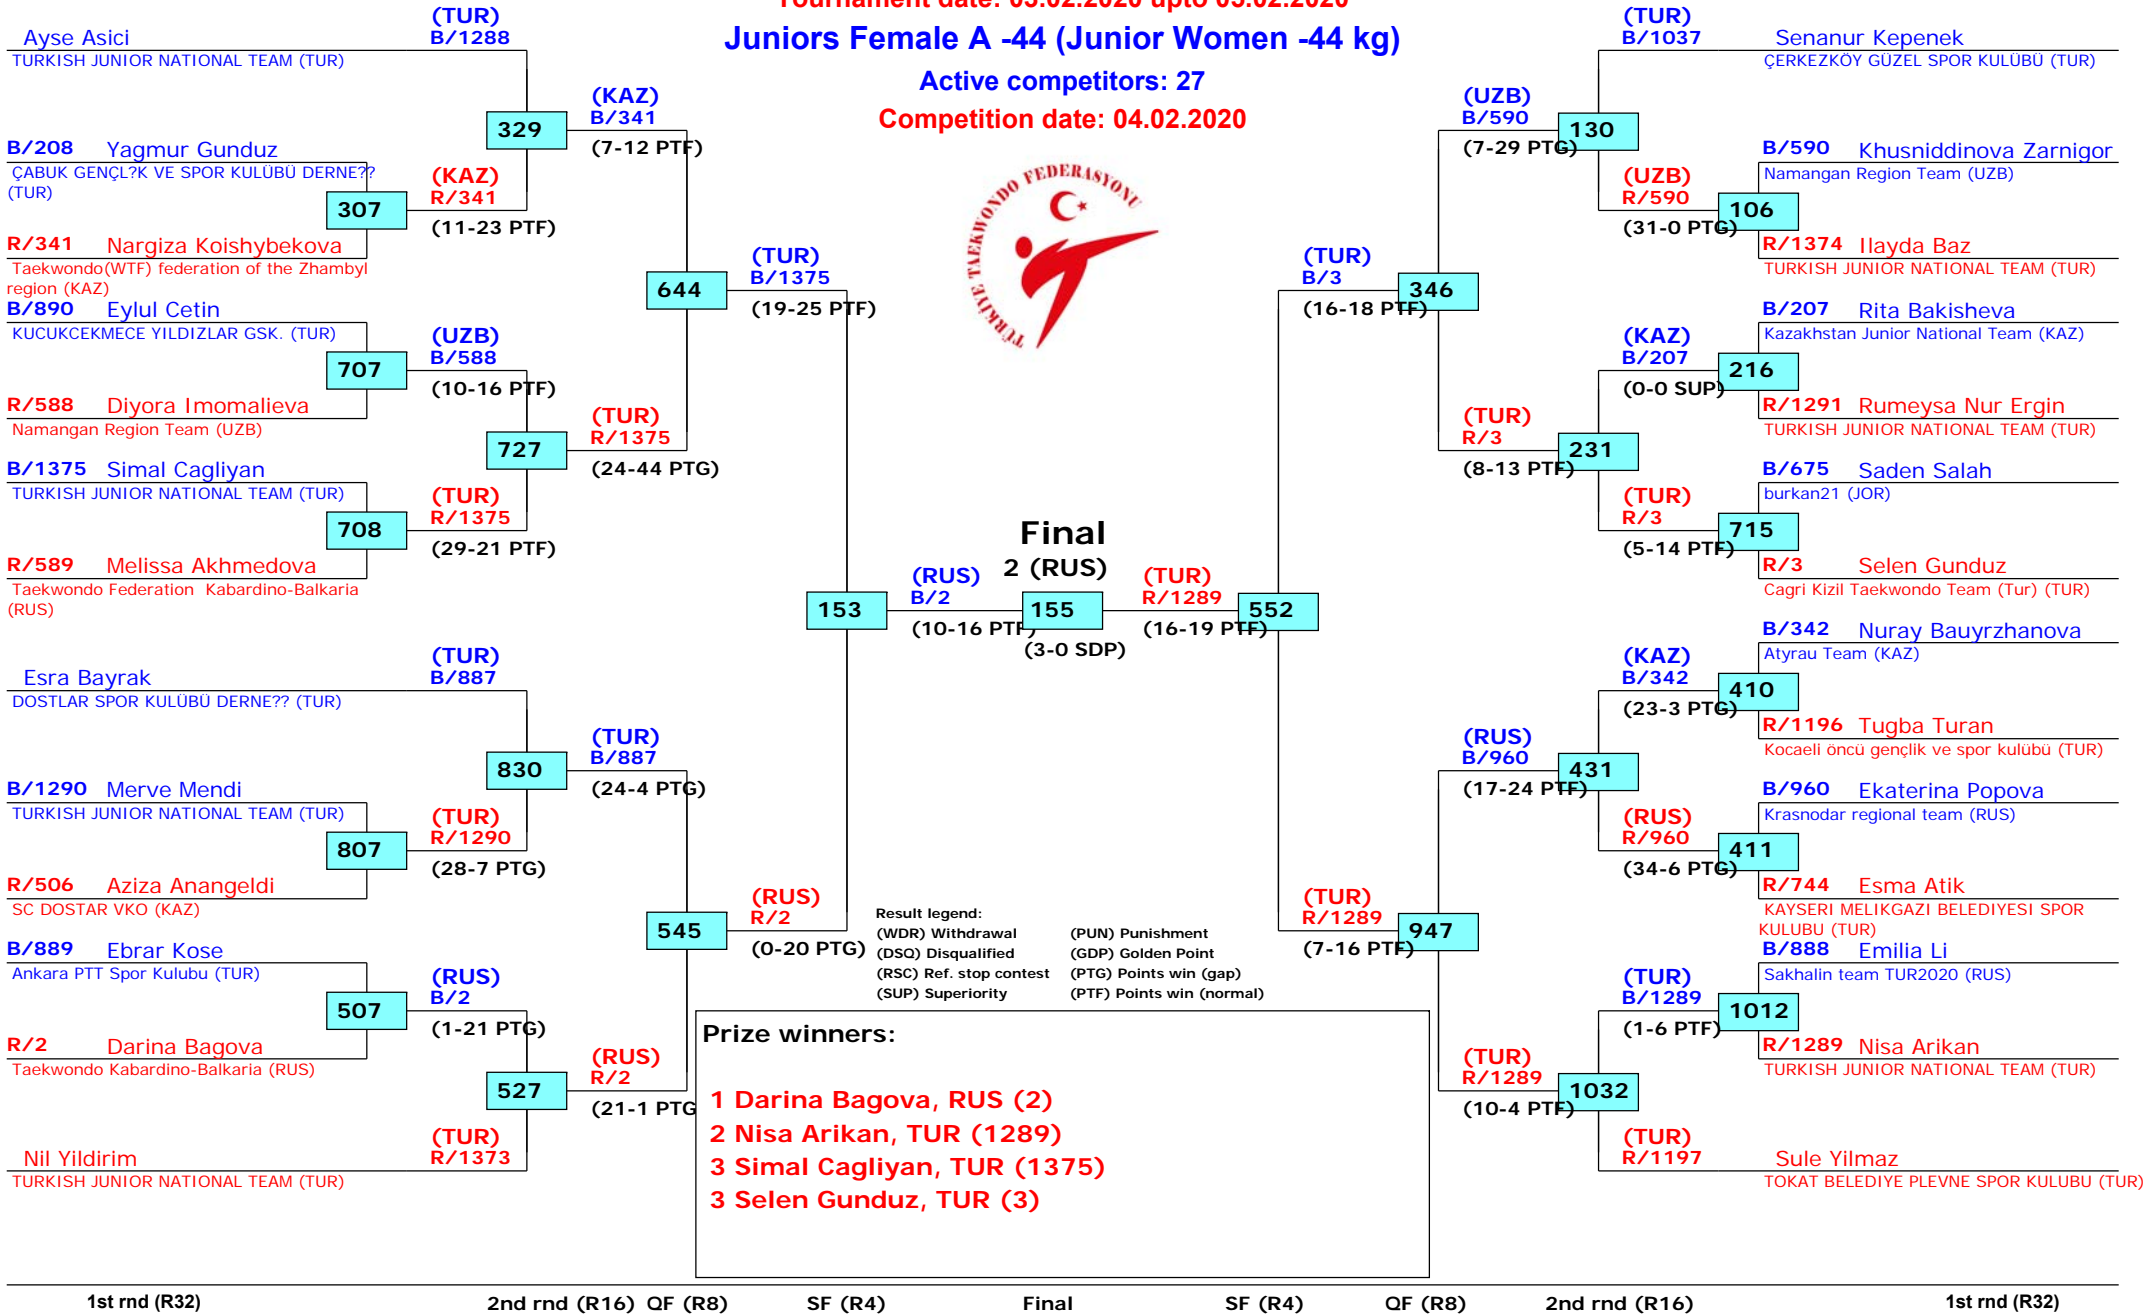 Tournament date: 03.02.2020 upto 05.02.2020
Juniors Female A -44 (Junior Women -44 kg)
Active competitors: 27
Competition date: 04.02.2020
TÜRKİYE TAEKWONDO FEDERASYONU
Ayse Asici
TURKISH JUNIOR NATIONAL TEAM (TUR)
(TUR)
B/1288
B/208 Yagmur Gunduz
ÇABUK GENÇL?K VE SPOR KULÜBÜ DERNE??
(TUR)
307
R/341 Nargiza Koishybekova
Taekwondo(WTF) federation of the Zhambyl
region (KAZ)
(KAZ)
R/341
(11-23 PTF)
329
(KAZ)
B/341
(7-12 PTF)
B/890 Eylul Cetin
KUCUKCEKMECE YILDIZLAR GSK. (TUR)
707
R/588 Diyora Imomalieva
Namangan Region Team (UZB)
(UZB)
B/588
(10-16 PTF)
B/1375 Simal Cagliyan
TURKISH JUNIOR NATIONAL TEAM (TUR)
708
R/589 Melissa Akhmedova
Taekwondo Federation Kabardino-Balkaria
(RUS)
(TUR)
R/1375
(29-21 PTF)
727
(TUR)
R/1375
(24-44 PTG)
644
(TUR)
B/1375
(19-25 PTF)
Esra Bayrak
DOSTLAR SPOR KULÜBÜ DERNE?? (TUR)
(TUR)
B/887
B/1290 Merve Mendi
TURKISH JUNIOR NATIONAL TEAM (TUR)
807
R/506 Aziza Anangeldi
SC DOSTAR VKO (KAZ)
(TUR)
R/1290
(28-7 PTG)
830
(TUR)
B/887
(24-4 PTG)
B/889 Ebrar Kose
Ankara PTT Spor Kulubu (TUR)
507
R/2 Darina Bagova
Taekwondo Kabardino-Balkaria (RUS)
(RUS)
B/2
(1-21 PTG)
527
Nil Yildirim
TURKISH JUNIOR NATIONAL TEAM (TUR)
(TUR)
R/1373
(RUS)
R/2
(21-1 PTG
545
(RUS)
R/2
(0-20 PTG)
153
(RUS)
B/2
(10-16 PTF)
Final
2 (RUS)
155
(3-0 SDP)
(TUR)
R/1289
(16-19 PTF)
552
(TUR)
B/3
(16-18 PTF)
346
(UZB)
B/590
(7-29 PTG)
130
(TUR)
B/1037
Senanur Kepenek
ÇERKEZKÖY GÜZEL SPOR KULÜBÜ (TUR)
(UZB)
R/590
(31-0 PTG)
106
B/590 Khusniddinova Zarnigor
Namangan Region Team (UZB)
R/1374 Ilayda Baz
TURKISH JUNIOR NATIONAL TEAM (TUR)
(TUR)
R/3
(8-13 PTF)
231
(KAZ)
B/207
(0-0 SUP)
216
B/207 Rita Bakisheva
Kazakhstan Junior National Team (KAZ)
R/1291 Rumeysa Nur Ergin
TURKISH JUNIOR NATIONAL TEAM (TUR)
(TUR)
R/3
(5-14 PTF)
715
B/675 Saden Salah
burkan21 (JOR)
R/3 Selen Gunduz
Cagri Kizil Taekwondo Team (Tur) (TUR)
(TUR)
R/1289
(7-16 PTF)
947
(RUS)
B/960
(17-24 PTF)
431
(KAZ)
B/342
(23-3 PTG)
410
B/342 Nuray Bauyrzhanova
Atyrau Team (KAZ)
R/1196 Tugba Turan
Kocaeli öncü gençlik ve spor kulübü (TUR)
(RUS)
R/960
(34-6 PTG)
411
B/960 Ekaterina Popova
Krasnodar regional team (RUS)
R/744 Esma Atik
KAYSERI MELIKGAZI BELEDIYESI SPOR
KULUBU (TUR)
(TUR)
R/1289
(10-4 PTF)
1032
(TUR)
B/1289
(1-6 PTF)
1012
B/888 Emilia Li
Sakhalin team TUR2020 (RUS)
R/1289 Nisa Arikan
TURKISH JUNIOR NATIONAL TEAM (TUR)
(TUR)
R/1197
Sule Yilmaz
TOKAT BELEDIYE PLEVNE SPOR KULUBU (TUR)
Result legend:
(WDR) Withdrawal (PUN) Punishment
(DSQ) Disqualified (GDP) Golden Point
(RSC) Ref. stop contest (PTG) Points win (gap)
(SUP) Superiority (PTF) Points win (normal)
Prize winners:
1 Darina Bagova, RUS (2)
2 Nisa Arikan, TUR (1289)
3 Simal Cagliyan, TUR (1375)
3 Selen Gunduz, TUR (3)
1st rnd (R32) 2nd rnd (R16) QF (R8) SF (R4) Final SF (R4) QF (R8) 2nd rnd (R16) 1st rnd (R32)